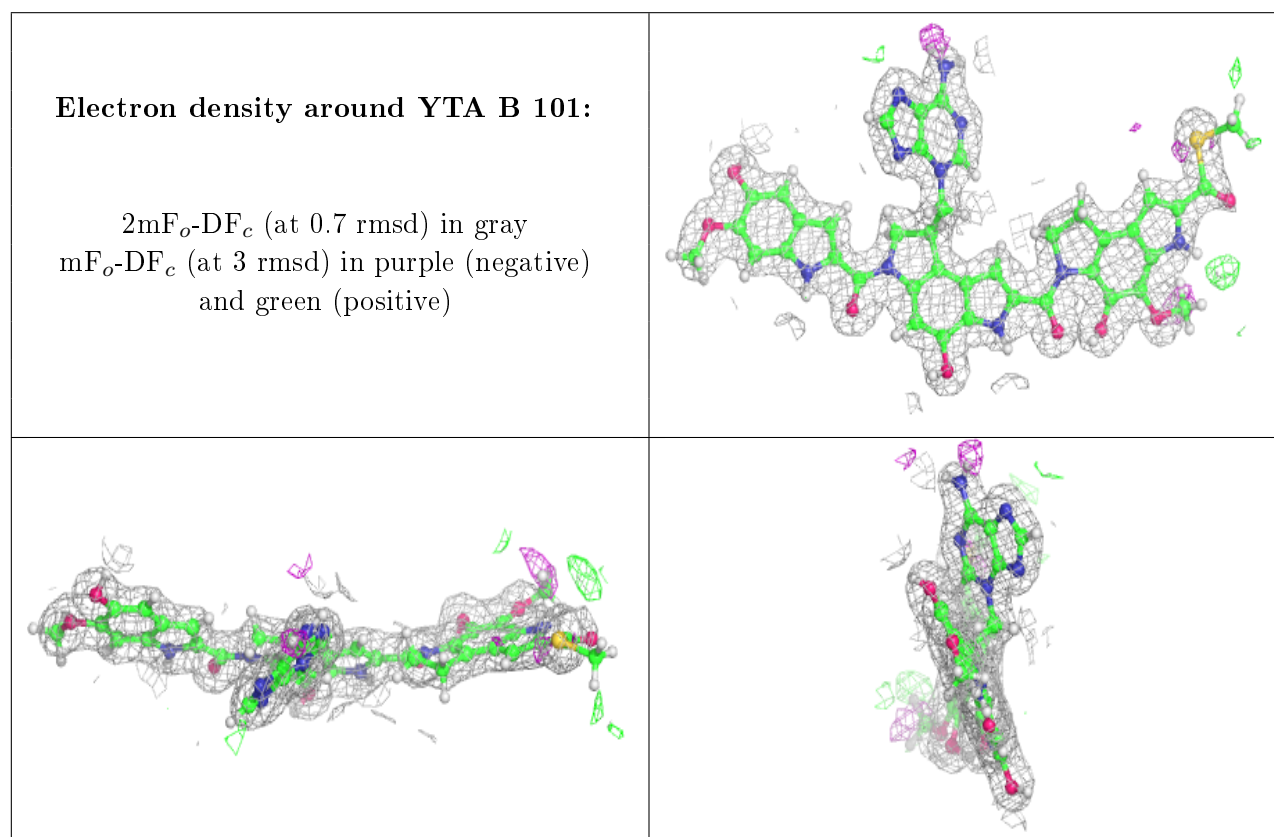 Electron density around YTA B 101:
2mFo-DFc (at 0.7 rmsd) in gray
mFo-DFc (at 3 rmsd) in purple (negative)
and green (positive)